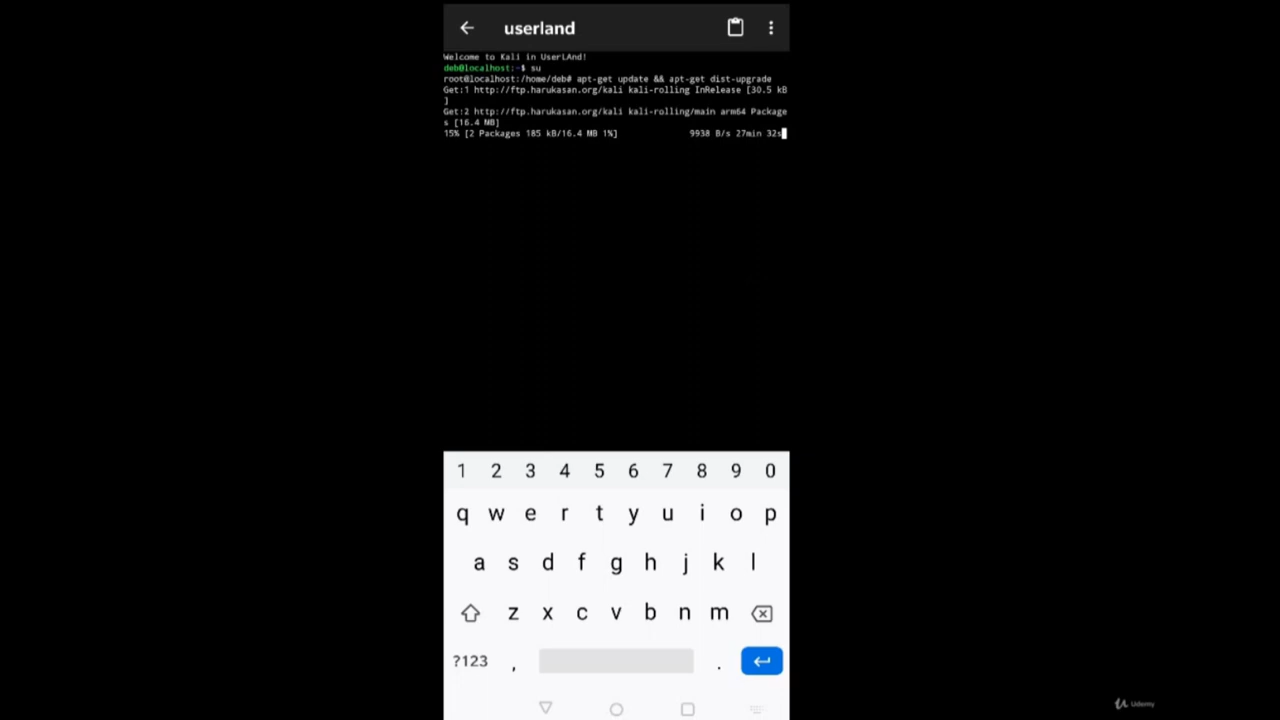 userland
Welcome to Kali in UserLAnd!
deb@localhost:~$ su
root@localhost:/home/deb# apt-get update && apt-get dist-upgrade
Get:1 http://ftp.harukasan.org/kali kali-rolling InRelease [30.5 kB
]
Get:2 http://ftp.harukasan.org/kali kali-rolling/main arm64 Package
s [16.4 MB]
15% [2 Packages 185 kB/16.4 MB 1%] 9938 B/s 27min 32s
1 2 3 4 5 6 7 8 9 0
q w e r t y u i o p
a s d f g h j k l
z x c v b n m
?123 , .
Udemy